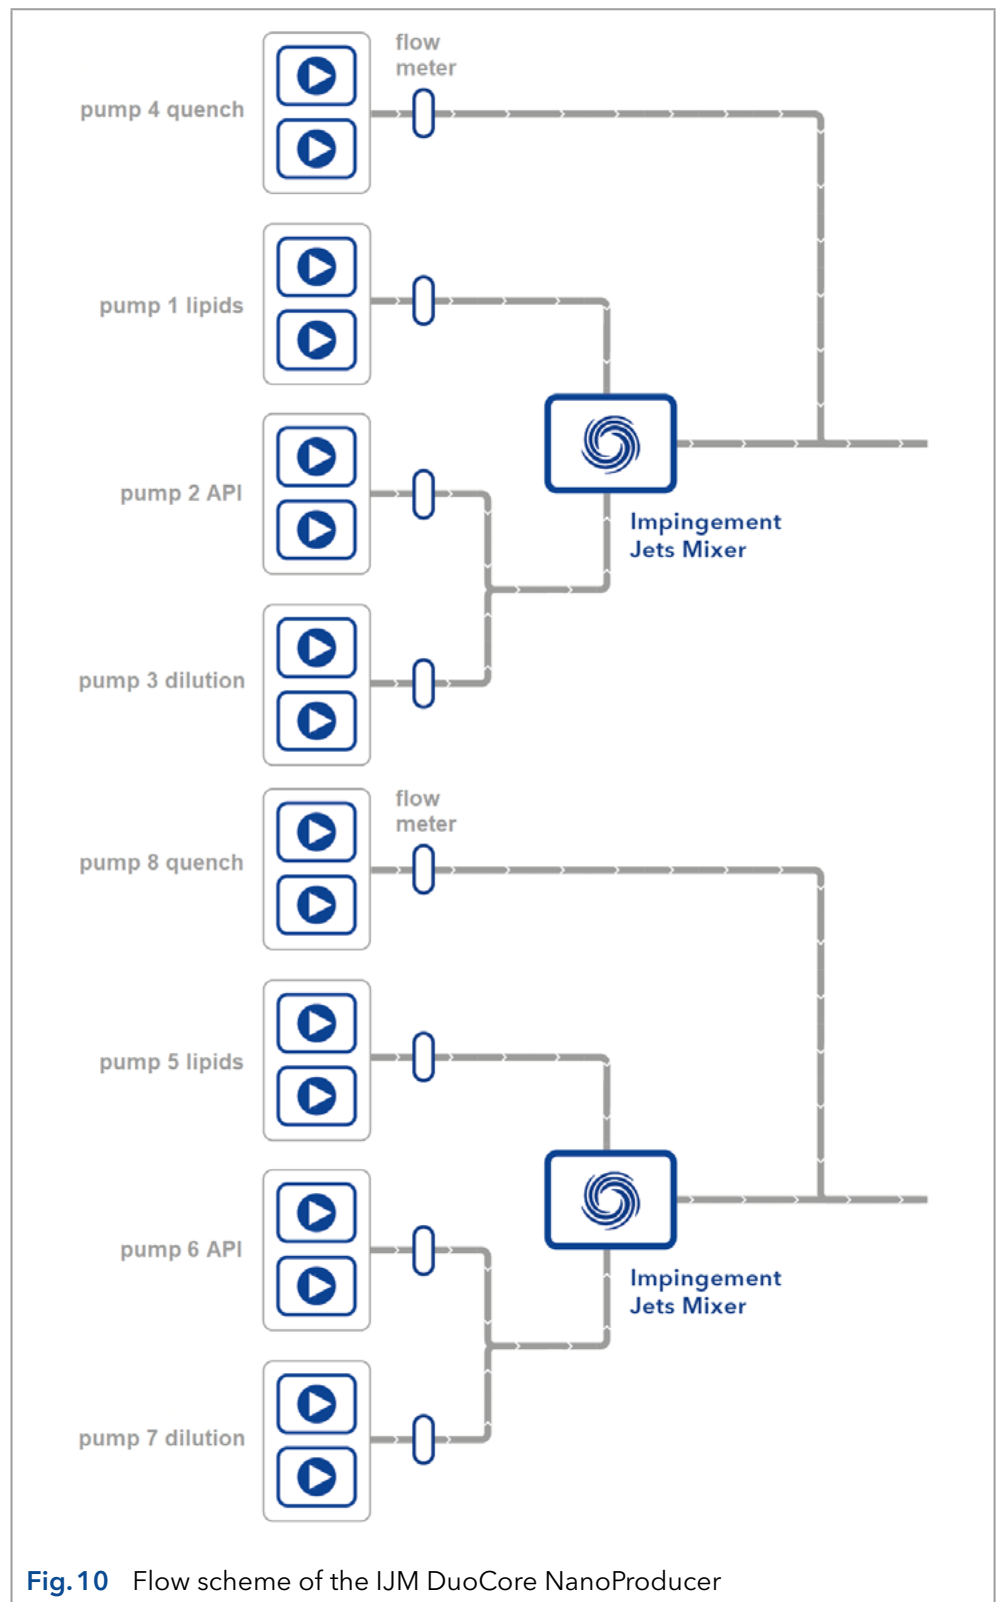 flow
meter
pump 4 quench
pump 1 lipids
pump 2 API
Impingement
Jets Mixer
pump 3 dilution
flow
meter
pump 8 quench
pump 5 lipids
pump 6 API
Impingement
Jets Mixer
pump 7 dilution
Fig.10 Flow scheme of the IJM DuoCore NanoProducer